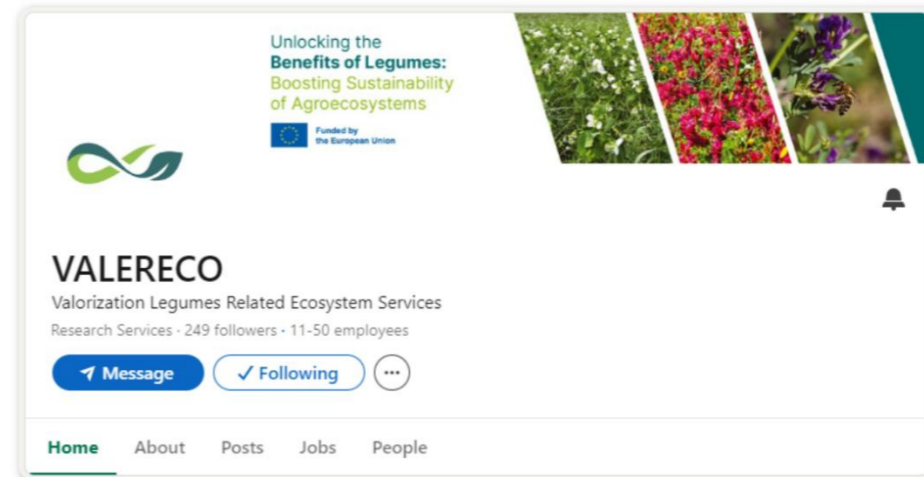 Unlocking the
Benefits of Legumes:
Boosting Sustainability
of Agroecosystems
Funded by
the European Union
VALERECO
Valorization Legumes Related Ecosystem Services
Research Services · 249 followers · 11-50 employees
Message
Following
Home About Posts Jobs People